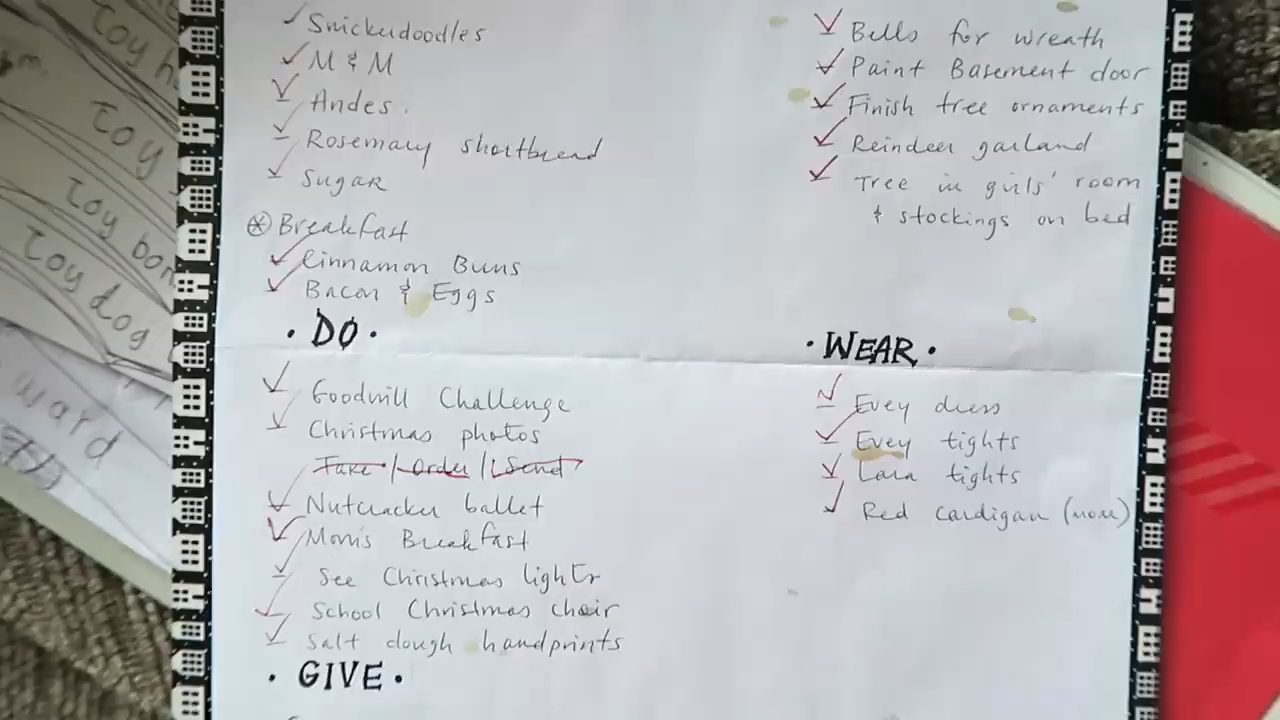 Snickerdoodles
M & M
Andes.
Rosemary shortbread
Sugar
Breakfast
Cinnamon Buns
Bacon & Eggs
· DO ·
Goodwill Challenge
Christmas photos
Take / Order / Send
Nutcracker ballet
Mom's Breakfast
See Christmas lights
School Christmas choir
Salt dough handprints
· GIVE ·
Bells for wreath
Paint Basement door
Finish tree ornaments
Reindeer garland
Tree in girls' room
& stockings on bed
· WEAR ·
Evey dress
Evey tights
Lara tights
Red cardigan (mom)
toy
toy
toy
toy dog
ward